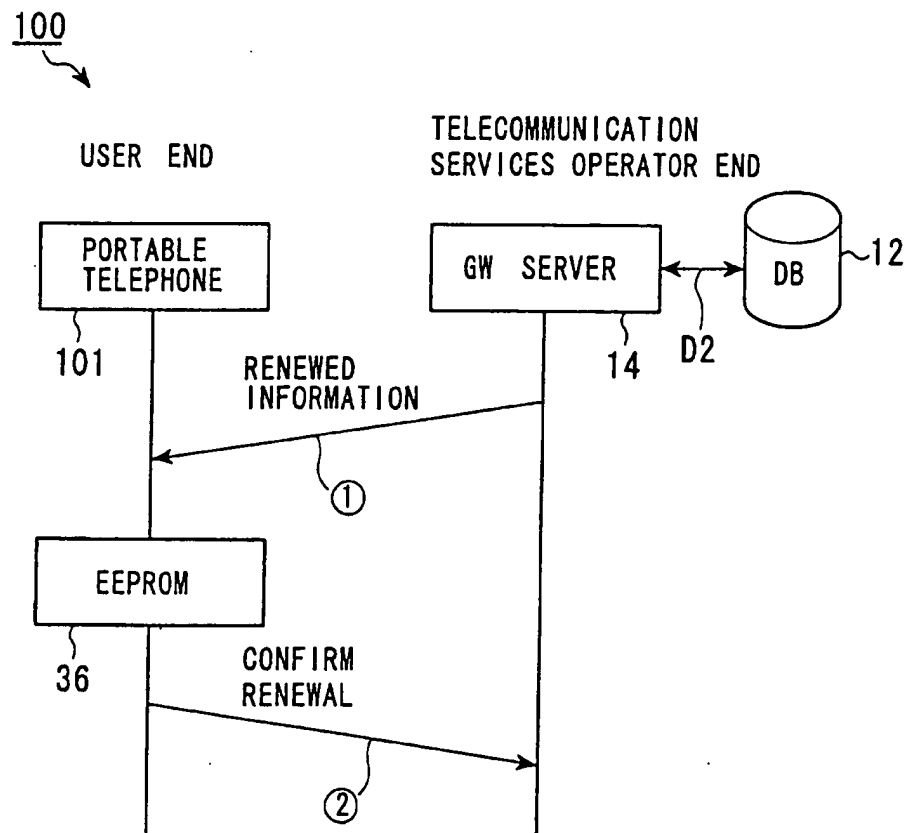 100
USER END
TELECOMMUNICATION
SERVICES OPERATOR END
PORTABLE
TELEPHONE
GW SERVER
DB
12
101
14
D2
RENEWED
INFORMATION
①
EEPROM
36
CONFIRM
RENEWAL
②